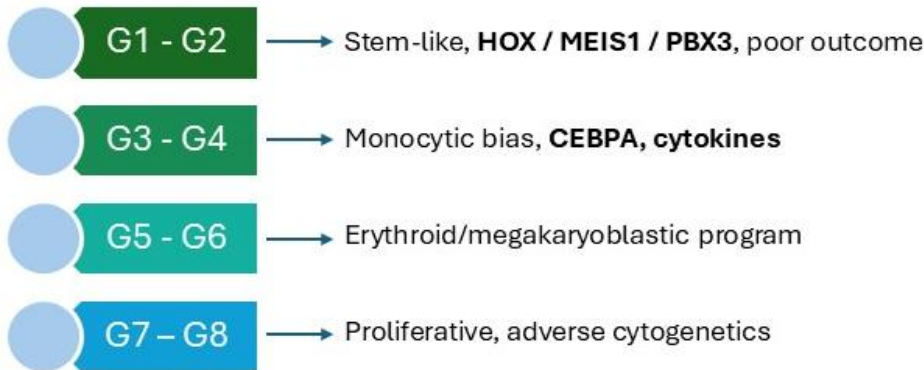 G1 - G2 Stem-like, HOX / MEIS1 / PBX3, poor outcome
G3 - G4 Monocytic bias, CEBPA, cytokines
G5 - G6 Erythroid/megakaryoblastic program
G7 – G8 Proliferative, adverse cytogenetics